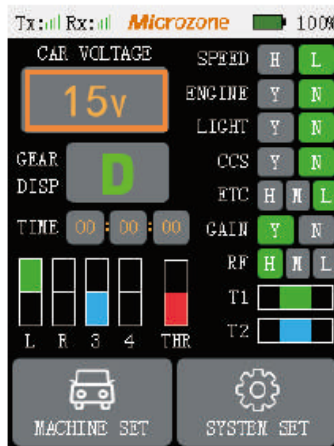 Tx: Rx: Microzone 100%
CAR VOLTAGE
15v
SPEED H L
ENGINE Y N
LIGHT Y N
CCS Y N
GEAR DISP D
ETC H M L
TIME 00:00:00
GAIN Y N
RF H M L
T1
T2
L R 3 4 THR
MACHINE SET
SYSTEM SET